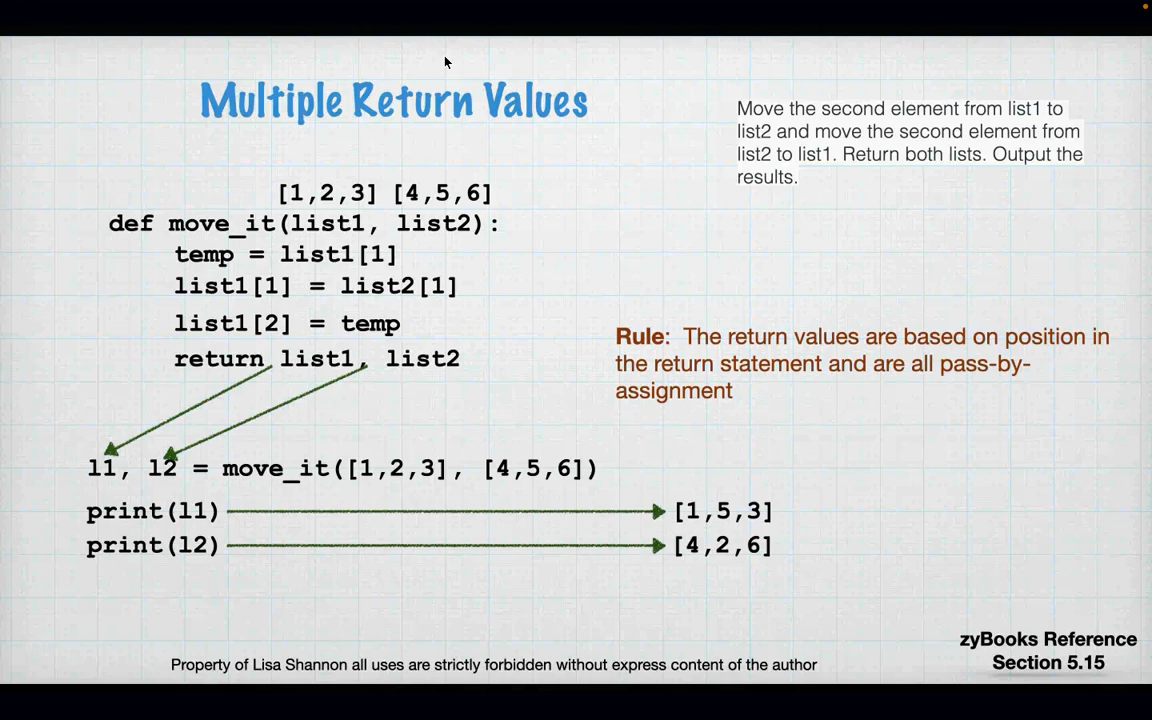 Multiple Return Values
Move the second element from list1 to
list2 and move the second element from
list2 to list1. Return both lists. Output the
results.
[1,2,3] [4,5,6]
def move_it(list1, list2):
temp = list1[1]
list1[1] = list2[1]
list1[2] = temp
return list1, list2
Rule: The return values are based on position in
the return statement and are all pass-by-
assignment
l1, l2 = move_it([1,2,3], [4,5,6])
print(l1) [1,5,3]
print(l2) [4,2,6]
zyBooks Reference
Section 5.15
Property of Lisa Shannon all uses are strictly forbidden without express content of the author